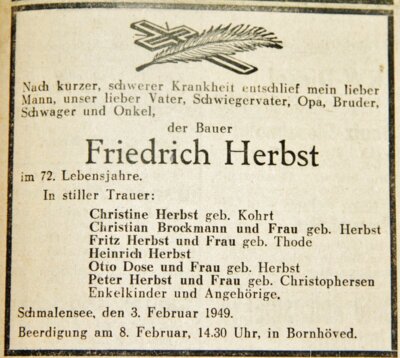 Nach kurzer, schwerer Krankheit entschlief mein lieber
Mann, unser lieber Vater, Schwiegervater, Opa, Bruder,
Schwager und Onkel,
der Bauer
Friedrich Herbst
im 72. Lebensjahre.
In stiller Trauer:
Christine Herbst geb. Kohrt
Christian Brockmann und Frau geb. Herbst
Fritz Herbst und Frau geb. Thode
Heinrich Herbst
Otto Dose und Frau geb. Herbst
Peter Herbst und Frau geb. Christophersen
Enkelkinder und Angehörige.
Schmalensee, den 3. Februar 1949.
Beerdigung am 8. Februar, 14.30 Uhr, in Bornhöved.